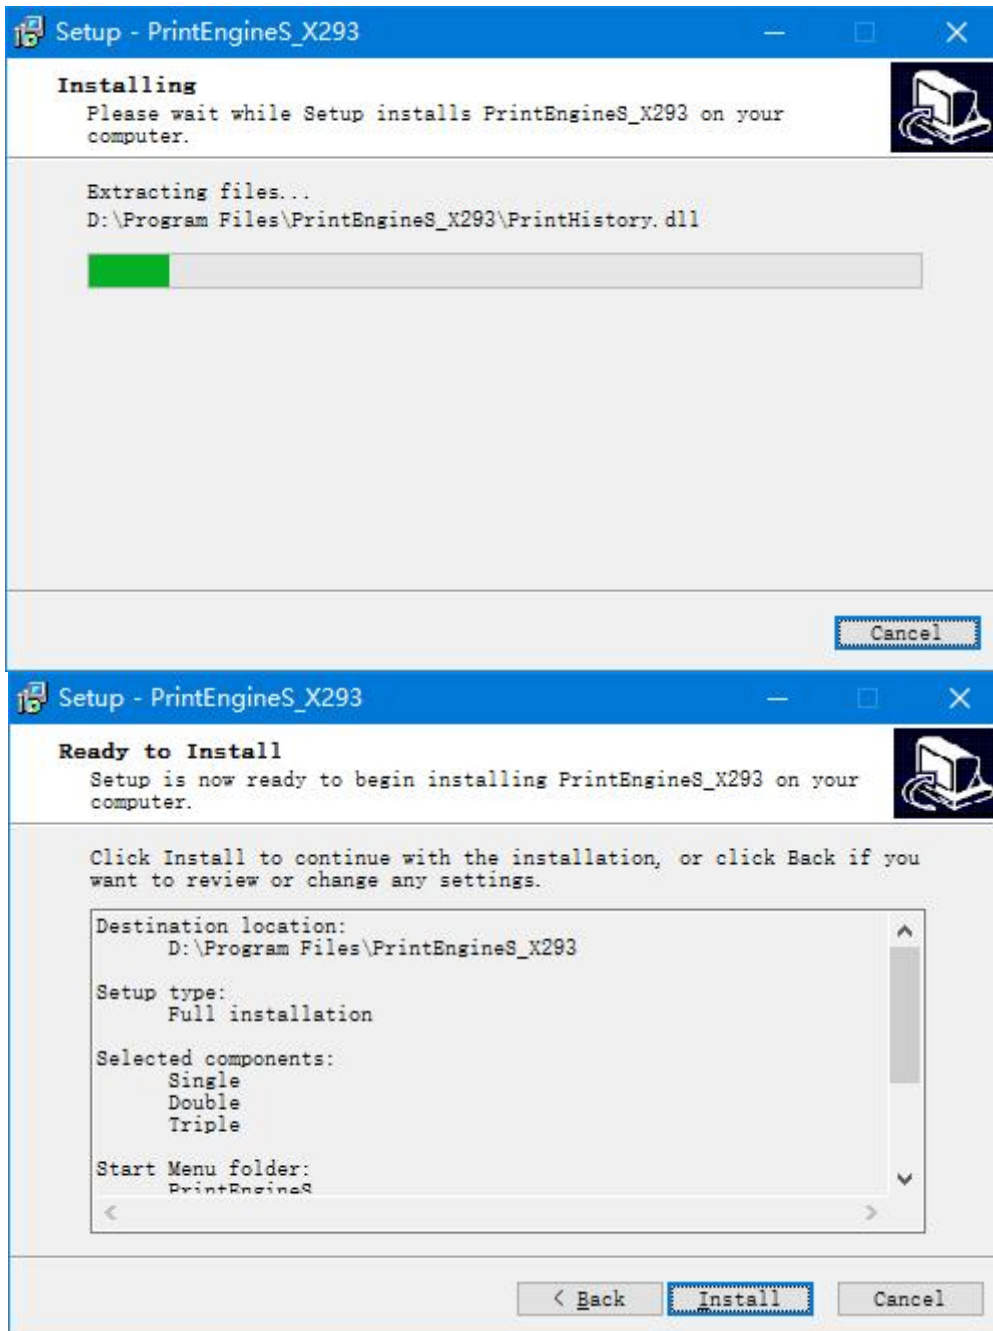 Setup - PrintEngineS_X293
Installing
Please wait while Setup installs PrintEngineS_X293 on your
computer.
Extracting files...
D:\Program Files\PrintEngineS_X293\PrintHistory.dll
Cancel
Setup - PrintEngineS_X293
Ready to Install
Setup is now ready to begin installing PrintEngineS_X293 on your
computer.
Click Install to continue with the installation, or click Back if you
want to review or change any settings.
Destination location:
D:\Program Files\PrintEngineS_X293
Setup type:
Full installation
Selected components:
Single
Double
Triple
Start Menu folder:
PrintEngineS
< Back
Install
Cancel